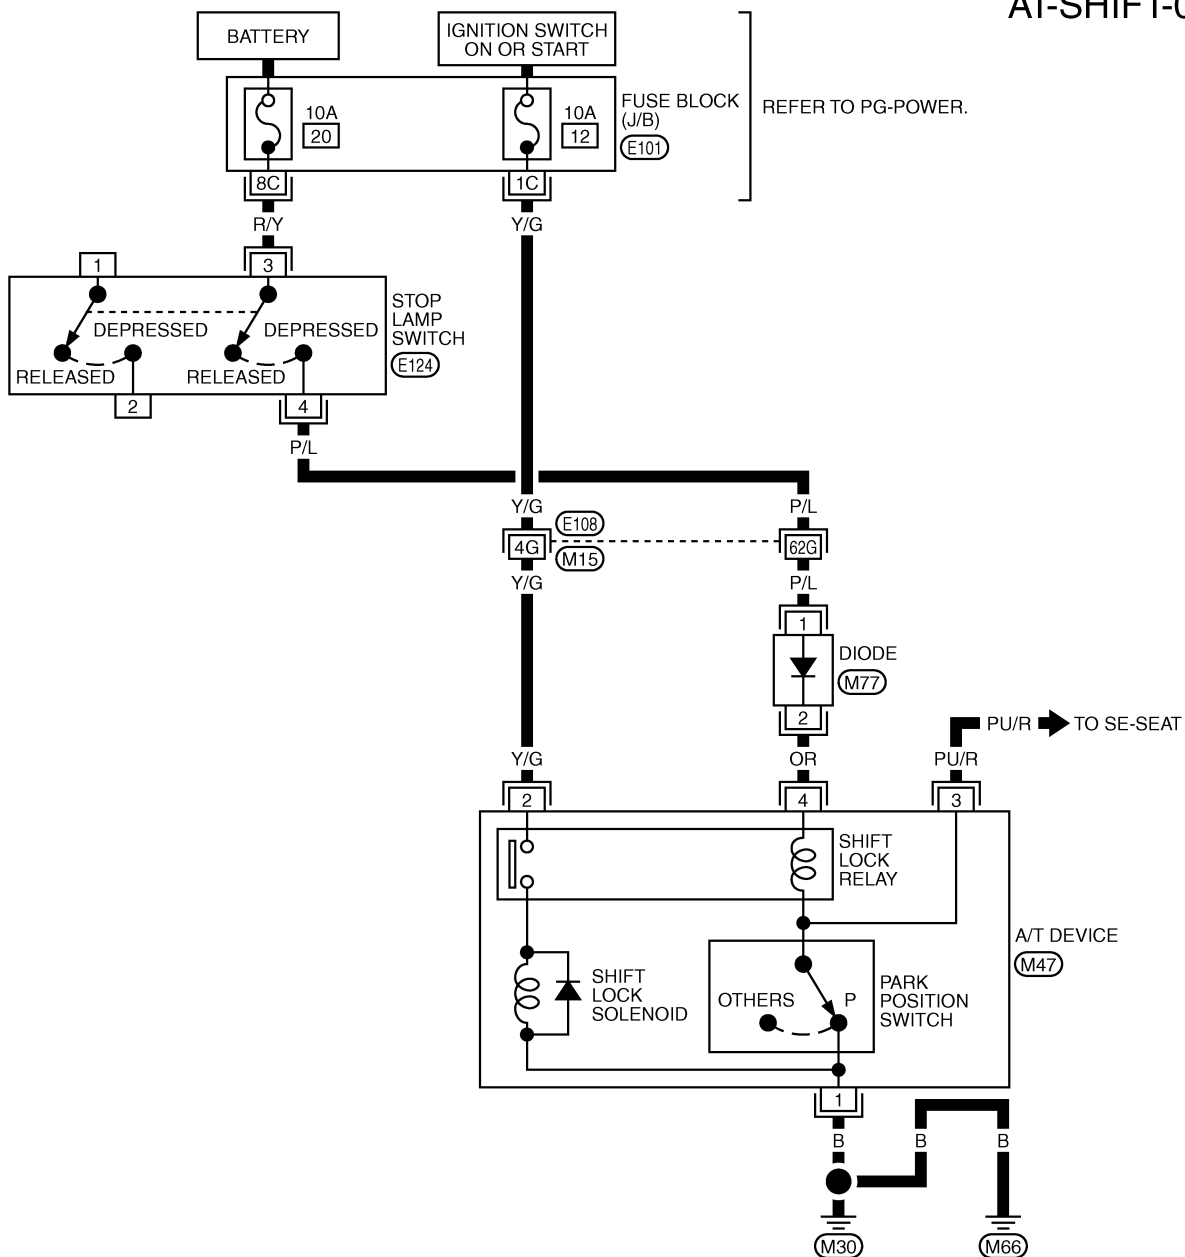 AT-SHIFT-0
BATTERY
IGNITION SWITCH
ON OR START
10A
20
10A
12
FUSE BLOCK
(J/B)
E101
REFER TO PG-POWER.
8C
1C
R/Y
Y/G
1
3
DEPRESSED
DEPRESSED
RELEASED
RELEASED
STOP
LAMP
SWITCH
E124
2
4
P/L
Y/G
P/L
E108
4G
M15
62G
Y/G
P/L
1
DIODE
M77
2
PU/R
TO SE-SEAT
Y/G
OR
PU/R
2
4
3
SHIFT
LOCK
RELAY
A/T DEVICE
M47
SHIFT
LOCK
SOLENOID
OTHERS
P
PARK
POSITION
SWITCH
1
B
B
B
M30
M66